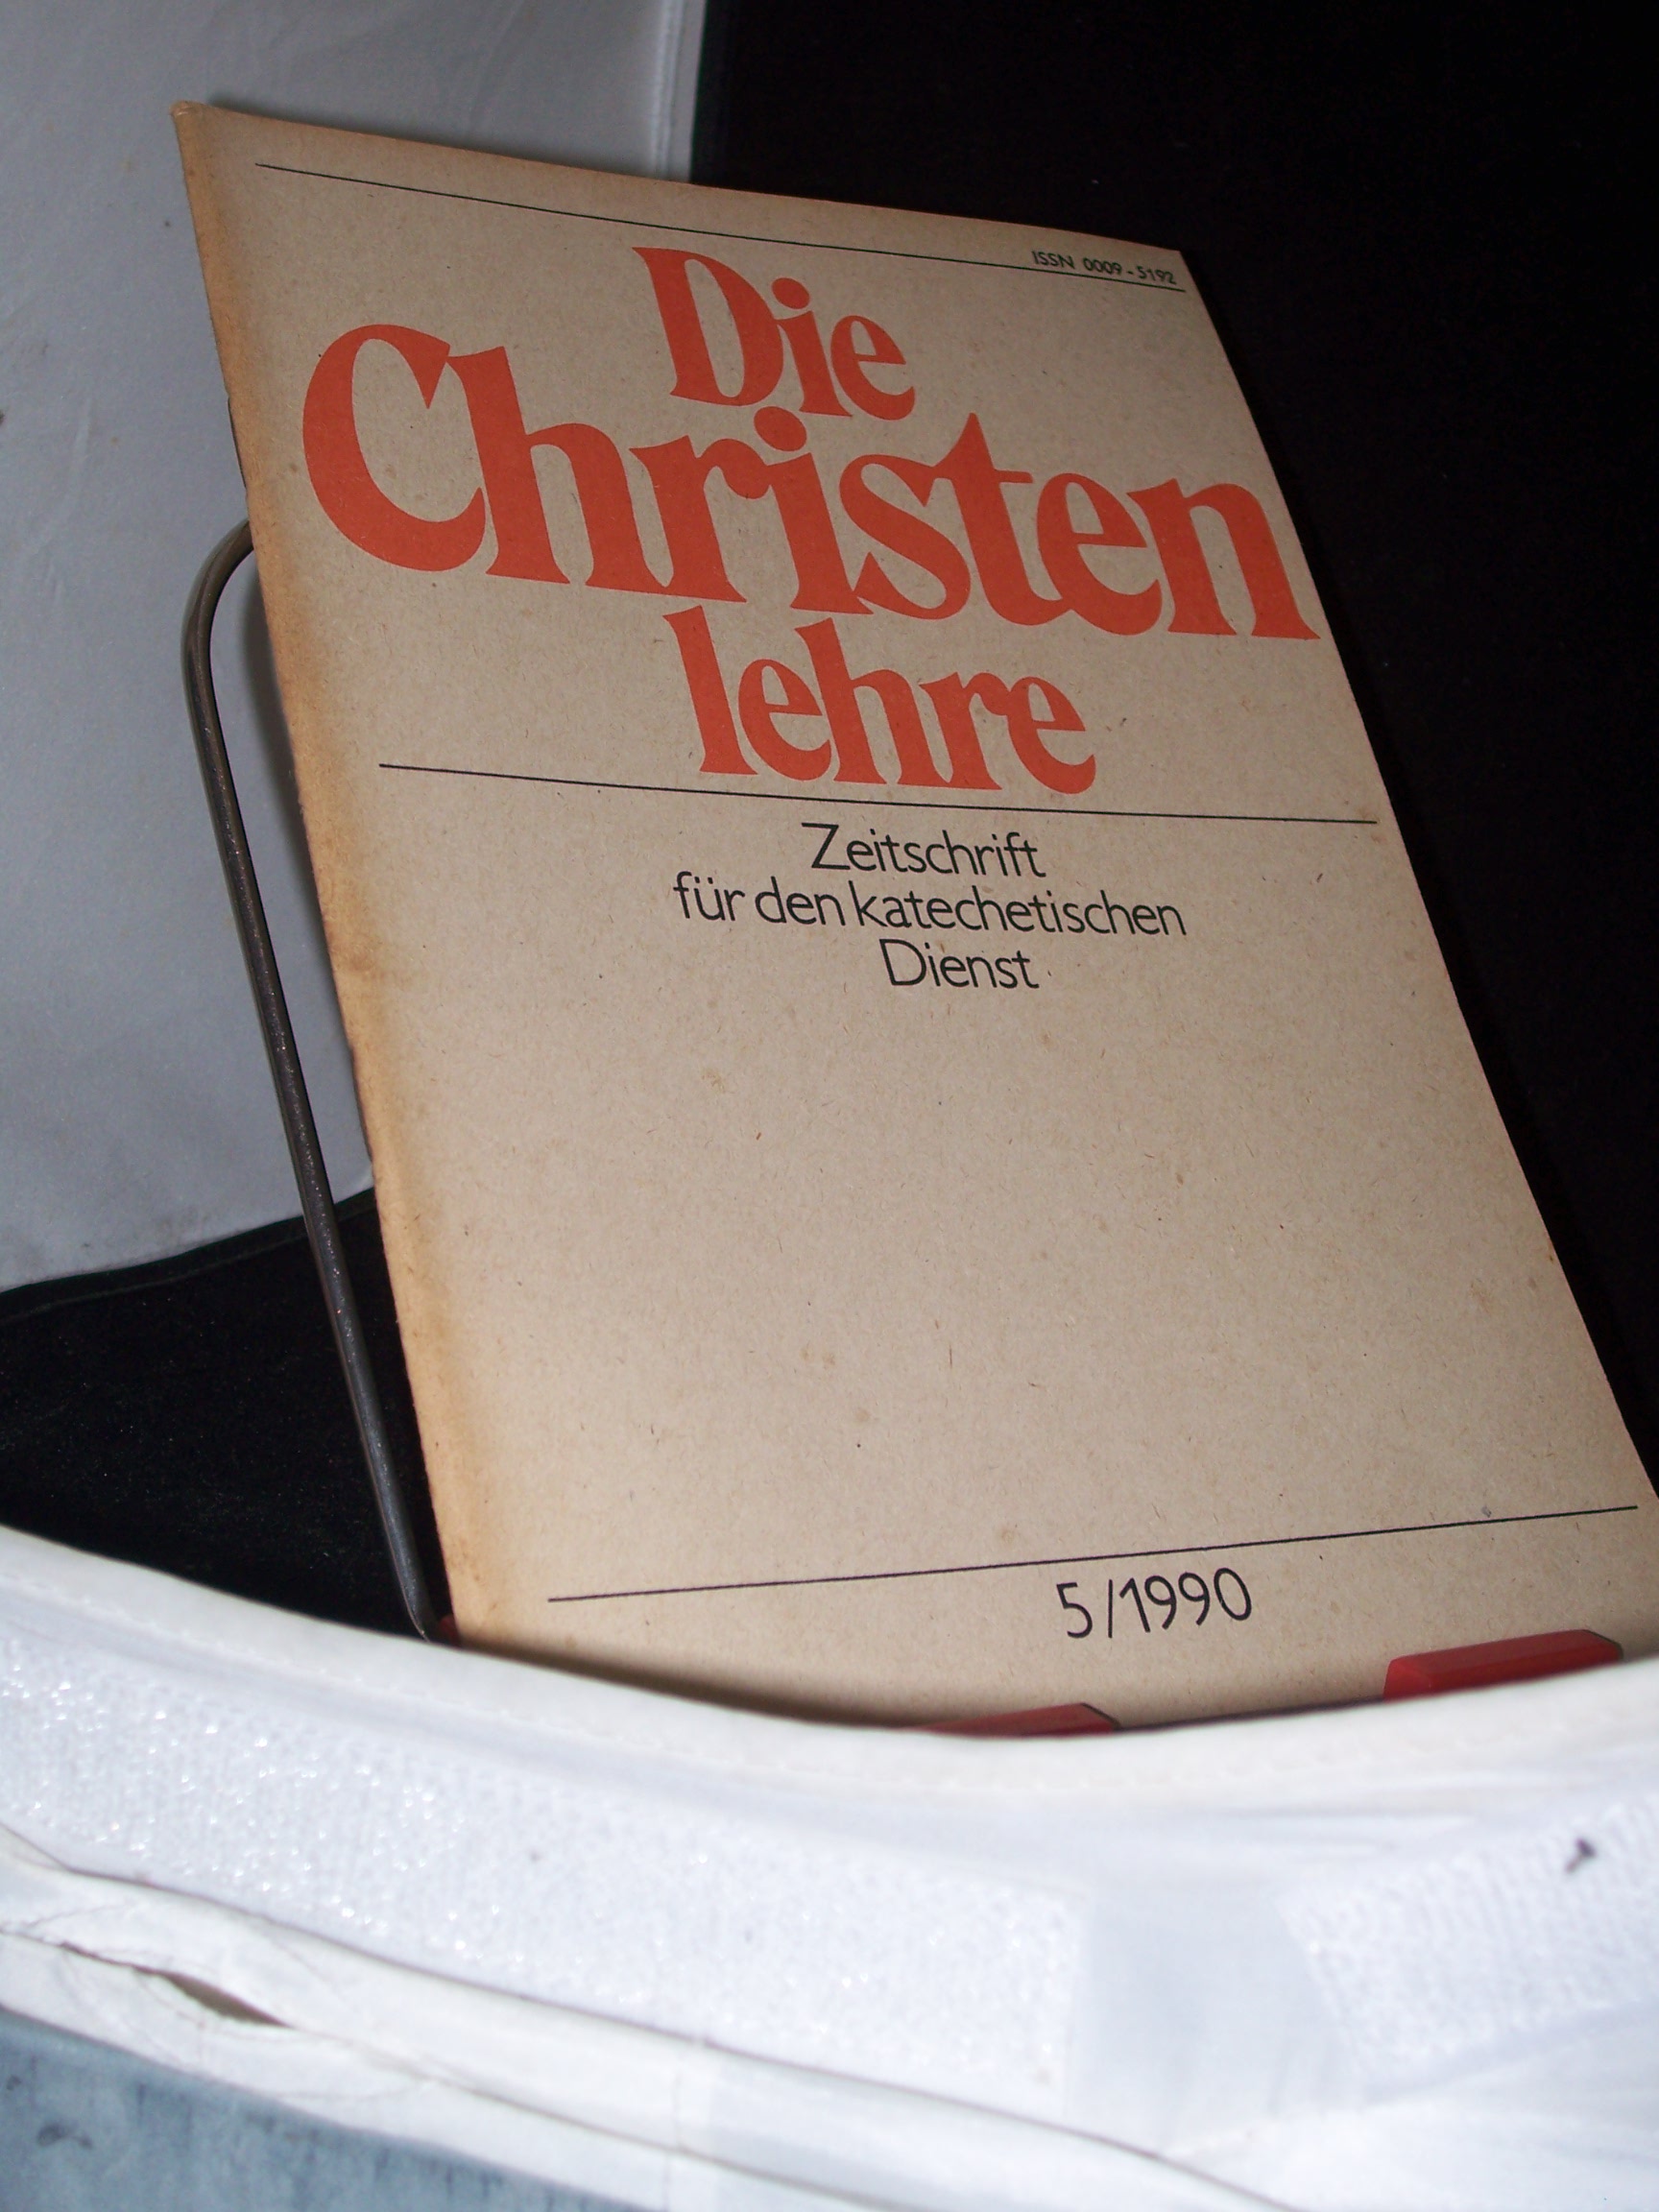 ISSN 0009-5192
Die
Christen
lehre
Zeitschrift
für den katechetischen
Dienst
5/1990